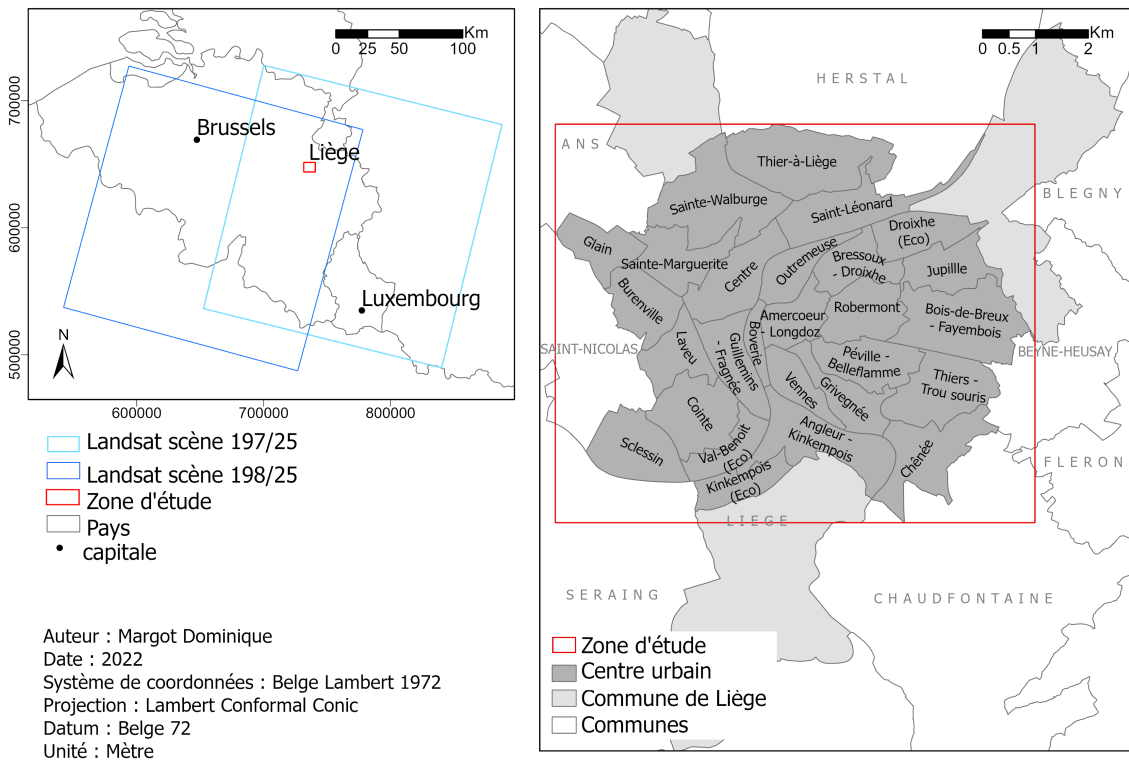 Km
0 25 50 100
700000
600000
500000
Brussels
Liège
Luxembourg
N
600000 700000 800000
Landsat scène 197/25
Landsat scène 198/25
Zone d'étude
Pays
capitale
Auteur : Margot Dominique
Date : 2022
Système de coordonnées : Belge Lambert 1972
Projection : Lambert Conformal Conic
Datum : Belge 72
Unité : Mètre
Km
0 0.5 1 2
HERSTAL
ANS
BLEGNY
SAINT-NICOLAS
BEYNE-HEUSAY
FLERON
LIEGE
SERAING
CHAUDFONTAINE
Thier-à-Liège
Sainte-Walburge
Saint-Léonard
Droixhe
(Eco)
Glain
Sainte-Marguerite
Centre
Outremeuse
Bressoux
- Droixhe
Jupillle
Burenville
Robermont
Bois-de-Breux
- Fayembois
Amercoeur
- Longdoz
Boverie
Guillemins
- Fragnée
Laveu
Péville -
Belleflamme
Thiers -
Trou souris
Vennes
Grivegnée
Cointe
Angleur -
Kinkempois
Sclessin
Val-Benoit
(Eco)
Chênée
Kinkempois
(Eco)
Zone d'étude
Centre urbain
Commune de Liège
Communes